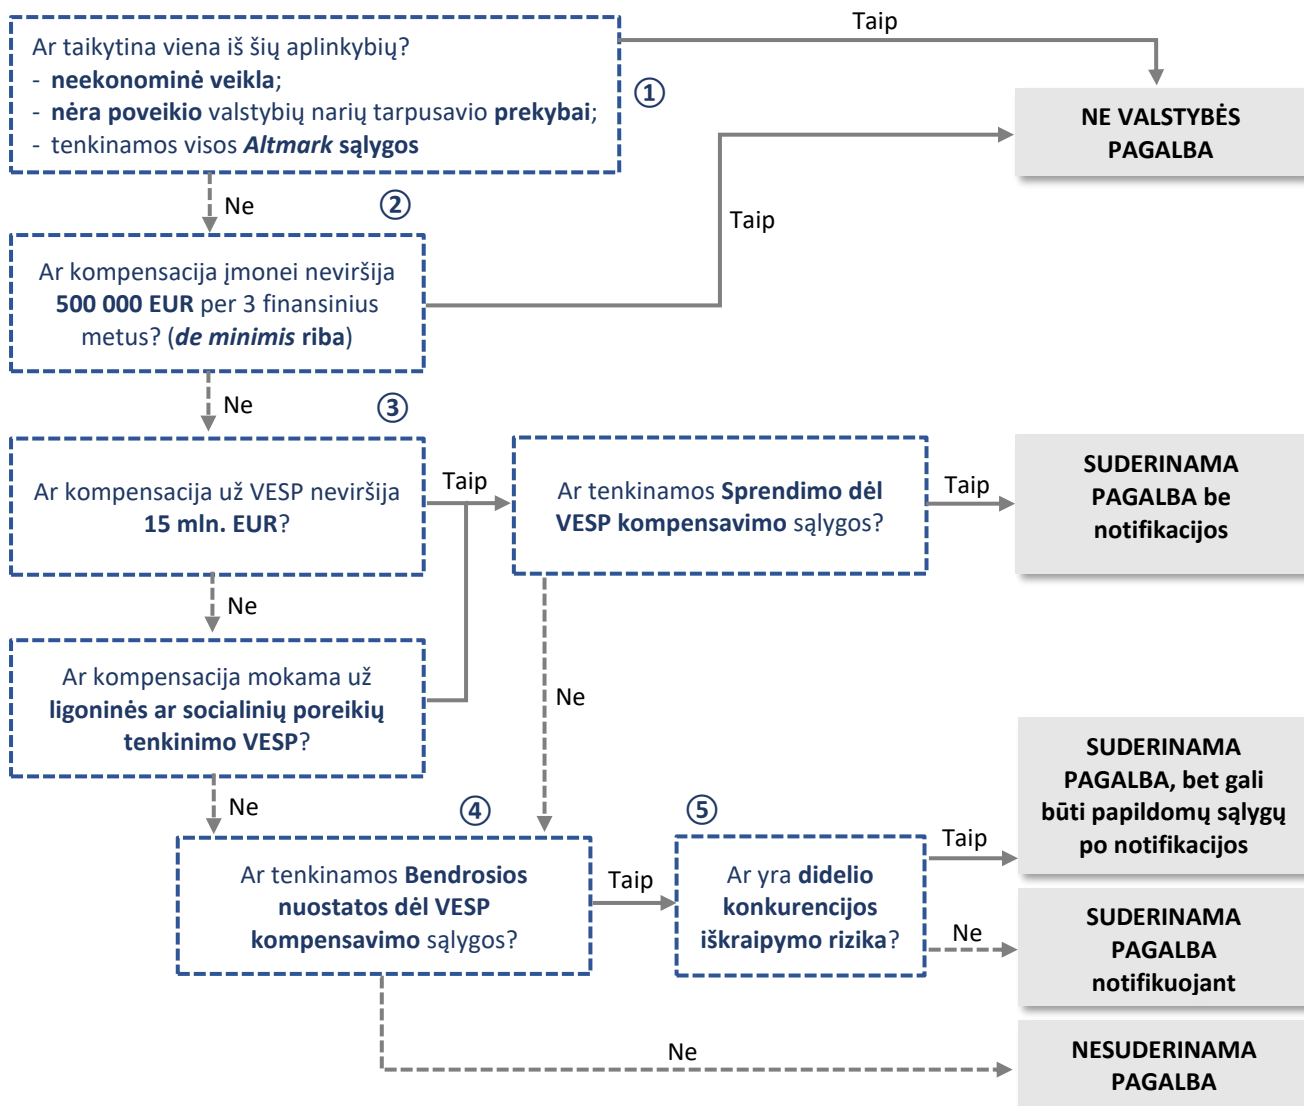 Taip
Ar taikytina viena iš šių aplinkybių?
- neekonominė veikla;
- nėra poveikio valstybių narių tarpusavio prekybai;
- tenkinamos visos Altmark sąlygos
①
NE VALSTYBĖS
PAGALBA
Ne
②
Taip
Ar kompensacija įmonei neviršija
500 000 EUR per 3 finansinius
metus? (de minimis riba)
Ne
③
Ar kompensacija už VESP neviršija
15 mln. EUR?
Taip
Ar tenkinamos Sprendimo dėl
VESP kompensavimo sąlygos?
Taip
SUDERINAMA
PAGALBA be
notifikacijos
Ne
Ar kompensacija mokama už
ligoninės ar socialinių poreikių
tenkinimo VESP?
Ne
Ne
④
Ar tenkinamos Bendrosios
nuostatos dėl VESP
kompensavimo sąlygos?
Taip
⑤
Ar yra didelio
konkurencijos
iškraipymo rizika?
Taip
SUDERINAMA
PAGALBA, bet gali
būti papildomų sąlygų
po notifikacijos
Ne
SUDERINAMA
PAGALBA
notifikuojant
Ne
NESUDERINAMA
PAGALBA